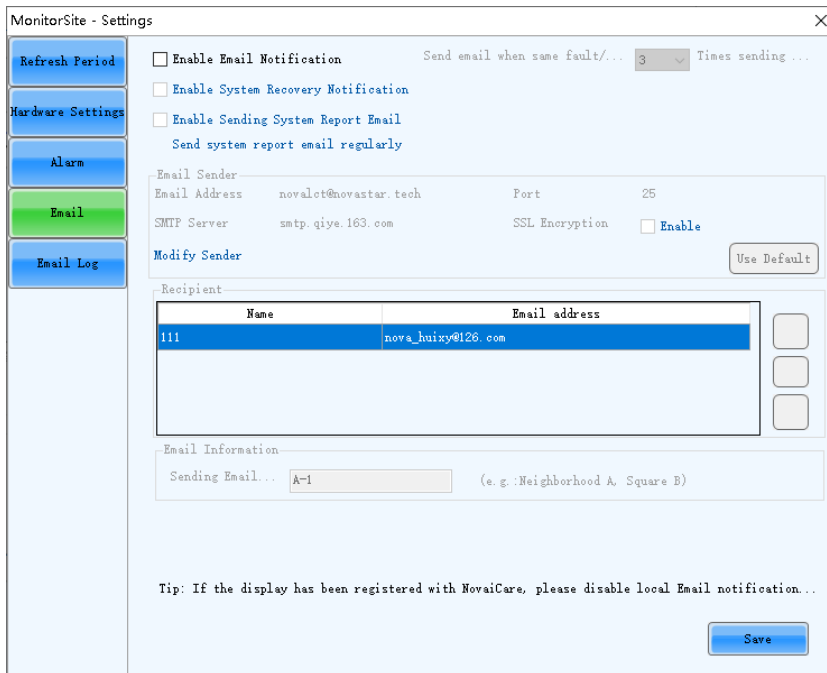 MonitorSite - Settings
Refresh Period
Hardware Settings
Alarm
Email
Email Log
Enable Email Notification
Send email when same fault/... 3 Times sending ...
Enable System Recovery Notification
Enable Sending System Report Email
Send system report email regularly
Email Sender
Email Address novalct@novastar.tech Port 25
SMTP Server smtp.qiye.163.com SSL Encryption Enable
Modify Sender Use Default
Recipient
Name Email address
111 nova_huixy@126.com
Email Information
Sending Email... A-1 (e.g.:Neighborhood A, Square B)
Tip: If the display has been registered with NovaiCare, please disable local Email notification...
Save